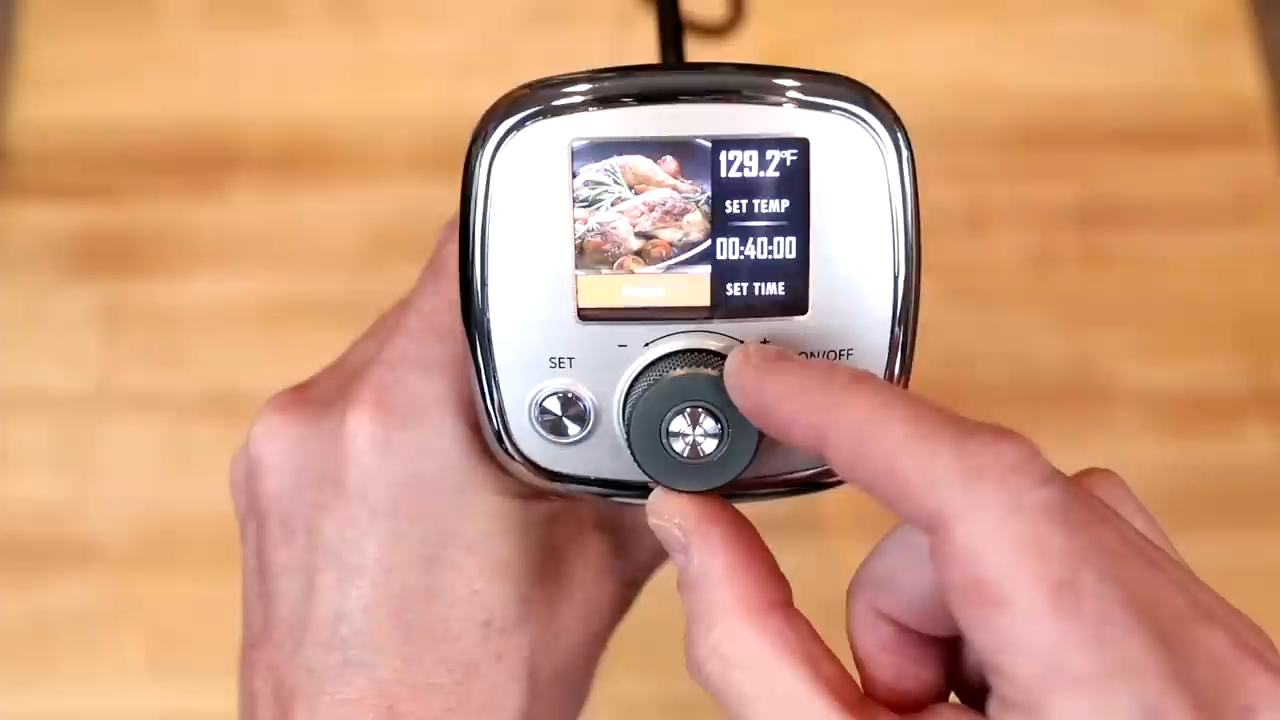 129.2°F
SET TEMP
00:40:00
SET TIME
− +
SET
ON/OFF